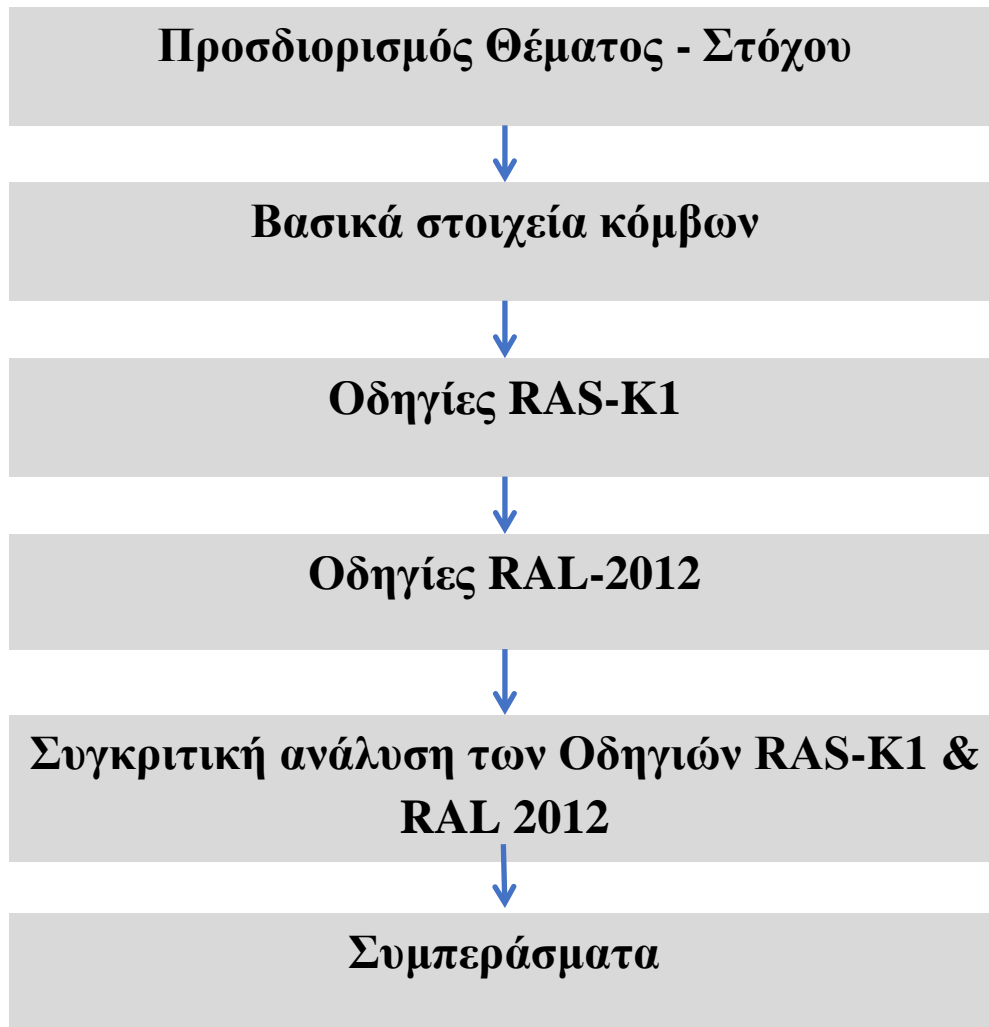 Προσδιορισμός Θέματος - Στόχου
Βασικά στοιχεία κόμβων
Οδηγίες RAS-K1
Οδηγίες RAL-2012
Συγκριτική ανάλυση των Οδηγιών RAS-K1 &
RAL 2012
Συμπεράσματα